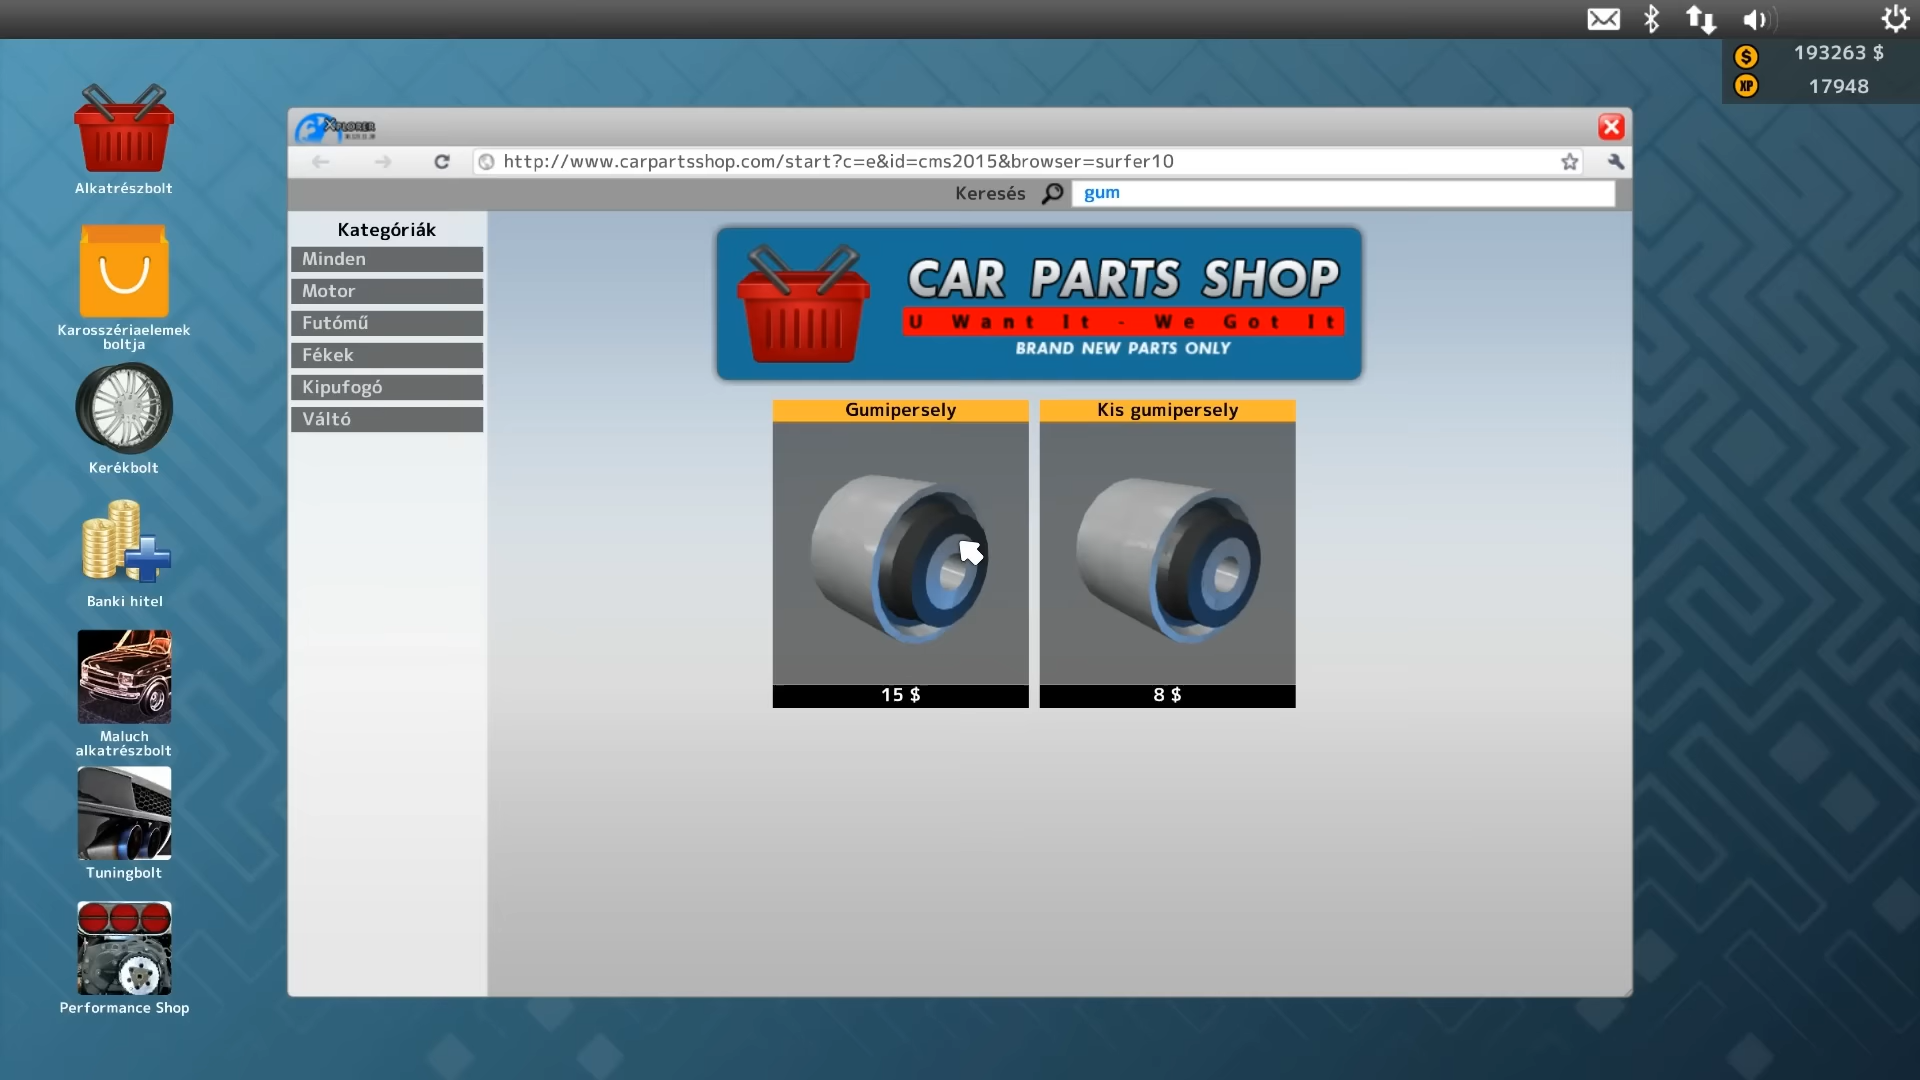 193263 $
XP
17948
Alkatrészbolt
Karosszériaelemek
boltja
Kerékbolt
Banki hitel
Maluch
alkatrészbolt
Tuningbolt
Performance Shop
XPLORER
http://www.carpartsshop.com/start?c=e&id=cms2015&browser=surfer10
Keresés gum
Kategóriák
Minden
Motor
Futómű
Fékek
Kipufogó
Váltó
CAR PARTS SHOP
U Want It - We Got It
BRAND NEW PARTS ONLY
Gumipersely
15 $
Kis gumipersely
8 $